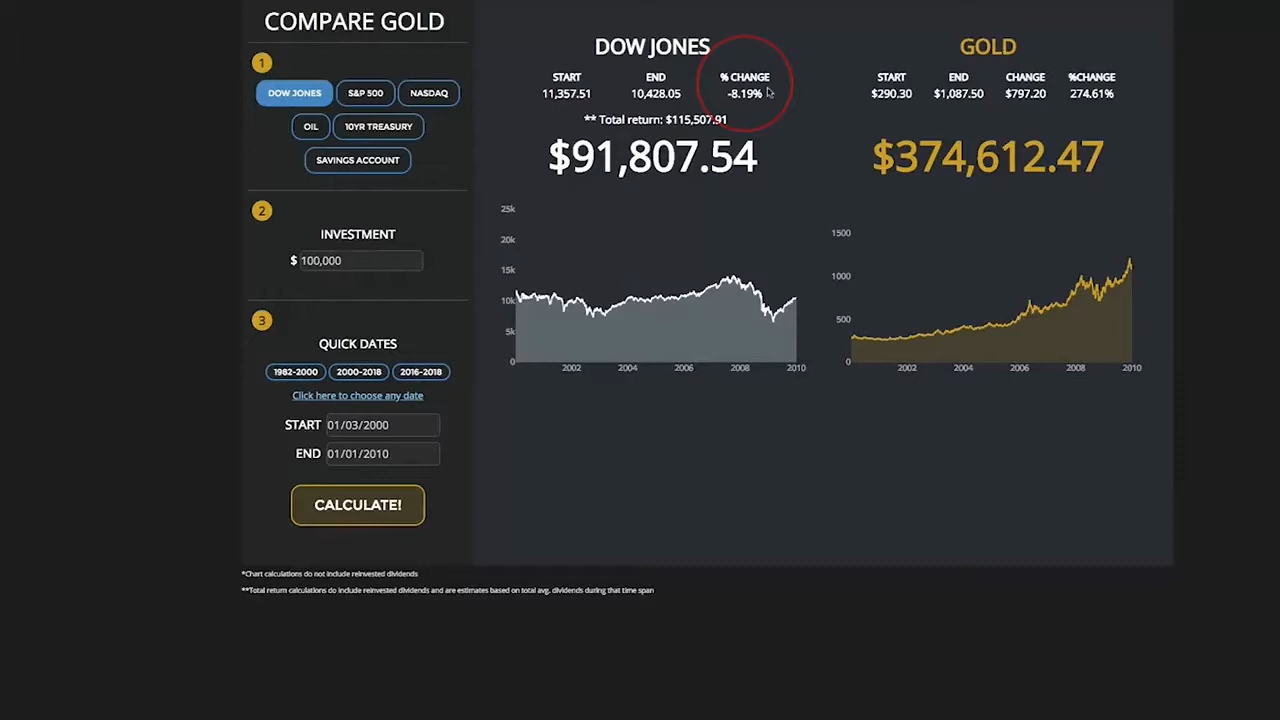 COMPARE GOLD
1
DOW JONES
S&P 500
NASDAQ
OIL
10YR TREASURY
SAVINGS ACCOUNT
2
INVESTMENT
$ 100,000
3
QUICK DATES
1982-2000
2000-2018
2016-2018
Click here to choose any date
START 01/03/2000
END 01/01/2010
CALCULATE!
DOW JONES
START END % CHANGE
11,357.51 10,428.05 -8.19%
** Total return: $115,507.91
$91,807.54
25k
20k
15k
10k
5k
0
2002 2004 2006 2008 2010
GOLD
START END CHANGE %CHANGE
$290.30 $1,087.50 $797.20 274.61%
$374,612.47
1500
1000
500
0
2002 2004 2006 2008 2010
*Chart calculations do not include reinvested dividends
**Total return calculations do include reinvested dividends and are estimates based on total avg. dividends during that time span